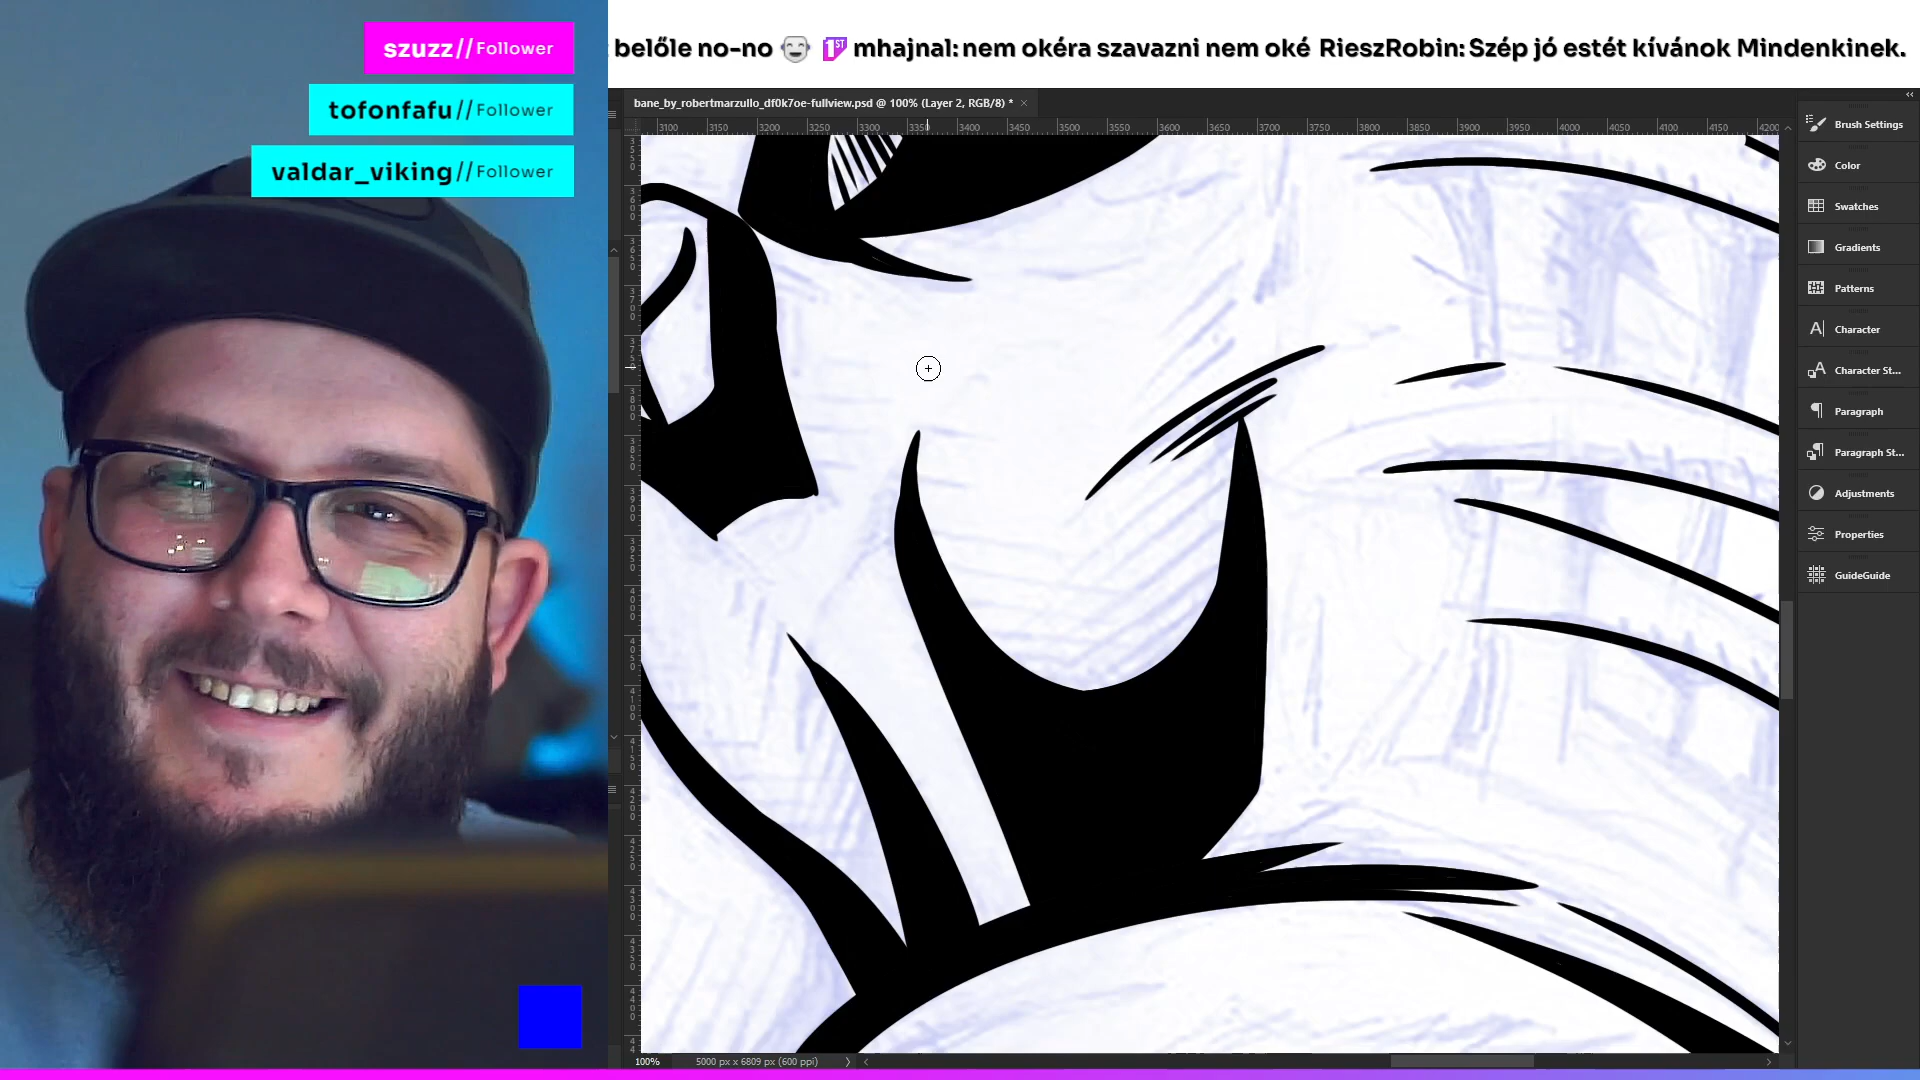 szuzz//Follower
tofonfafu//Follower
valdar_viking//Follower
belőle no-no 1ST mhajnal: nem okéra szavazni nem oké RieszRobin: Szép jó estét kívánok Mindenkinek.
bane_by_robertmarzullo_df0k7oe-fullview.psd @ 100% (Layer 2, RGB/8) * ×
3100 3150 3200 3250 3300 3350 3400 3450 3500 3550 3600 3650 3700 3750 3800 3850 3900 3950 4000 4050 4100 4150 4200
Brush Settings
Color
Swatches
Gradients
Patterns
Character
Character St...
Paragraph
Paragraph St...
Adjustments
Properties
GuideGuide
100% 5000 px x 6809 px (600 ppi)